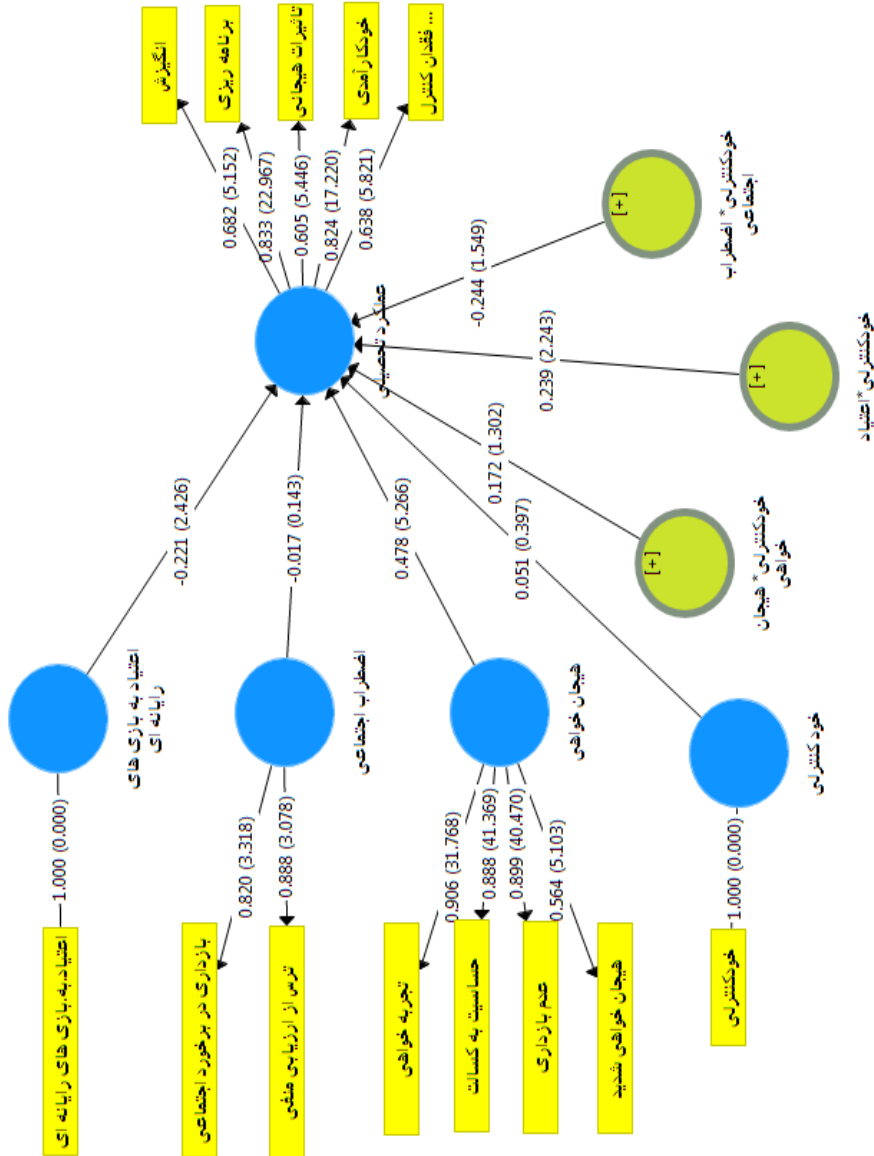 انگیزش
برنامه ریزی
تاثیرات هیجانی
خودکارآمدی
فقدان کنترل ...
0.682 (5.152)
0.833 (22.967)
0.605 (5.446)
0.824 (17.220)
0.638 (5.821)
عملکرد تحصیلی
خودکنترلی* اضطراب
اجتماعی
[+]
-0.244 (1.549)
خودکنترلی*اعتیاد
[+]
0.239 (2.243)
خودکنترلی* هیجان
خواهی
[+]
0.172 (1.302)
0.051 (0.397)
0.478 (5.266)
-0.017 (0.143)
-0.221 (2.426)
اعتیاد به بازی های
رایانه ای
اضطراب اجتماعی
هیجان خواهی
خود کنترلی
1.000 (0.000)
0.820 (3.318)
0.888 (3.078)
0.906 (31.768)
0.888 (41.369)
0.899 (40.470)
0.564 (5.103)
1.000 (0.000)
اعتیاد.به.بازی های رایانه ای
بازداری در برخورد اجتماعی
ترس از ارزیابی منفی
تجربه خواهی
حساسیت به کسالت
عدم بازداری
هیجان خواهی شدید
خودکنترلی